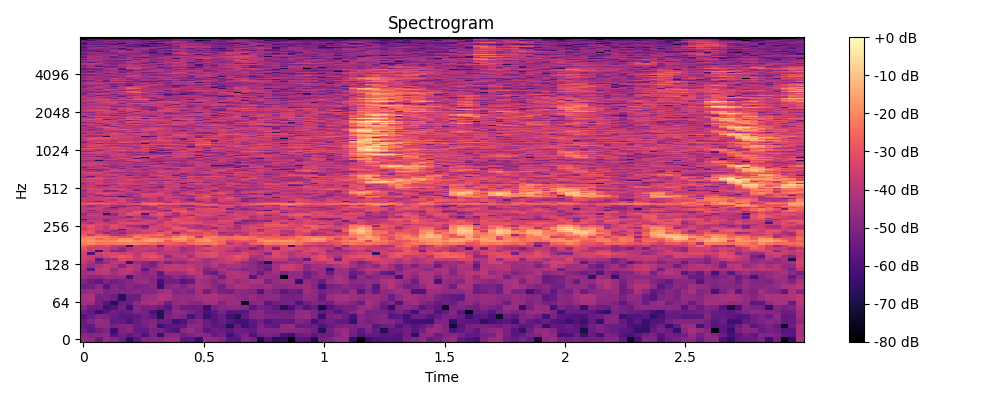 Spectrogram
Hz
4096
2048
1024
512
256
128
64
0
0
0.5
1
1.5
2
2.5
Time
+0 dB
-10 dB
-20 dB
-30 dB
-40 dB
-50 dB
-60 dB
-70 dB
-80 dB